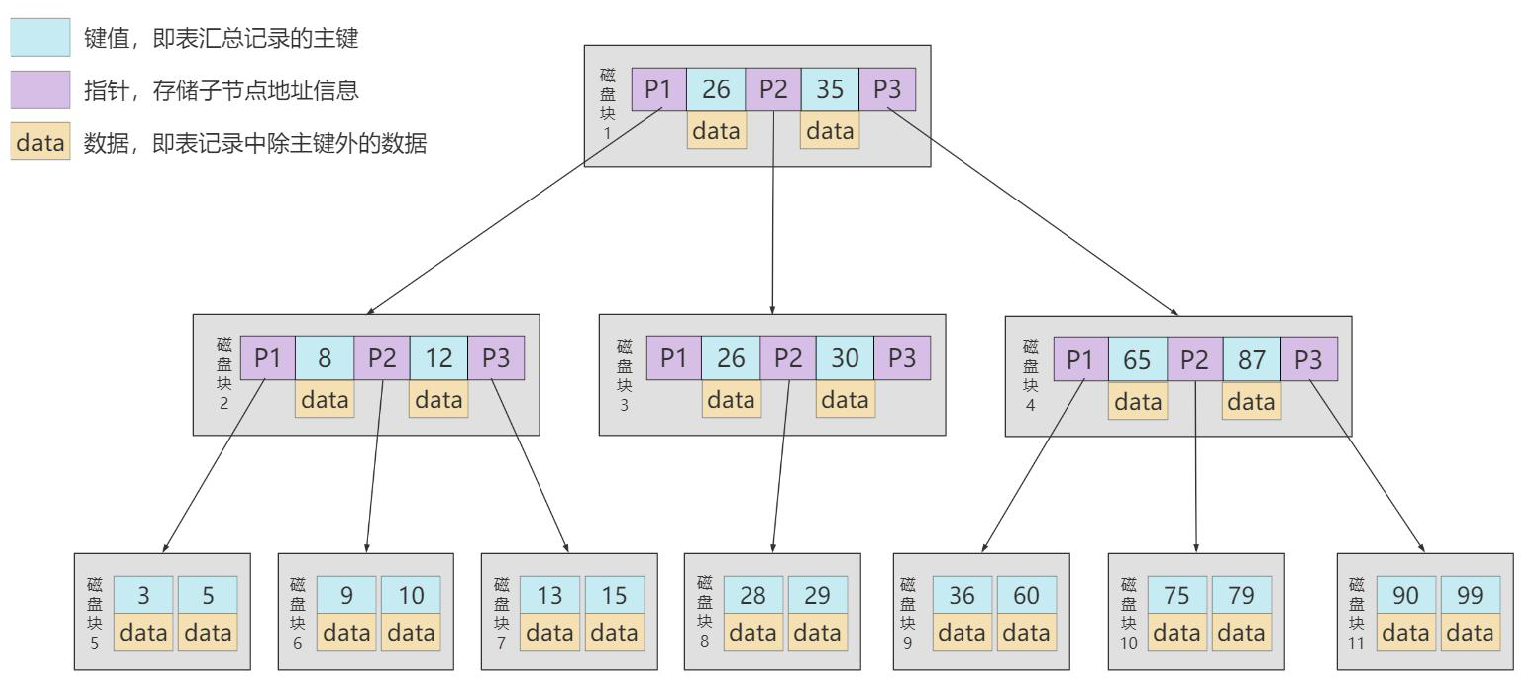 键值，即表汇总记录的主键
指针，存储子节点地址信息
data 数据，即表记录中除主键外的数据
磁盘块1
P1 26 P2 35 P3
data data
磁盘块2
P1 8 P2 12 P3
data data
磁盘块3
P1 26 P2 30 P3
data data
磁盘块4
P1 65 P2 87 P3
data data
磁盘块5
3 5
data data
磁盘块6
9 10
data data
磁盘块7
13 15
data data
磁盘块8
28 29
data data
磁盘块9
36 60
data data
磁盘块10
75 79
data data
磁盘块11
90 99
data data